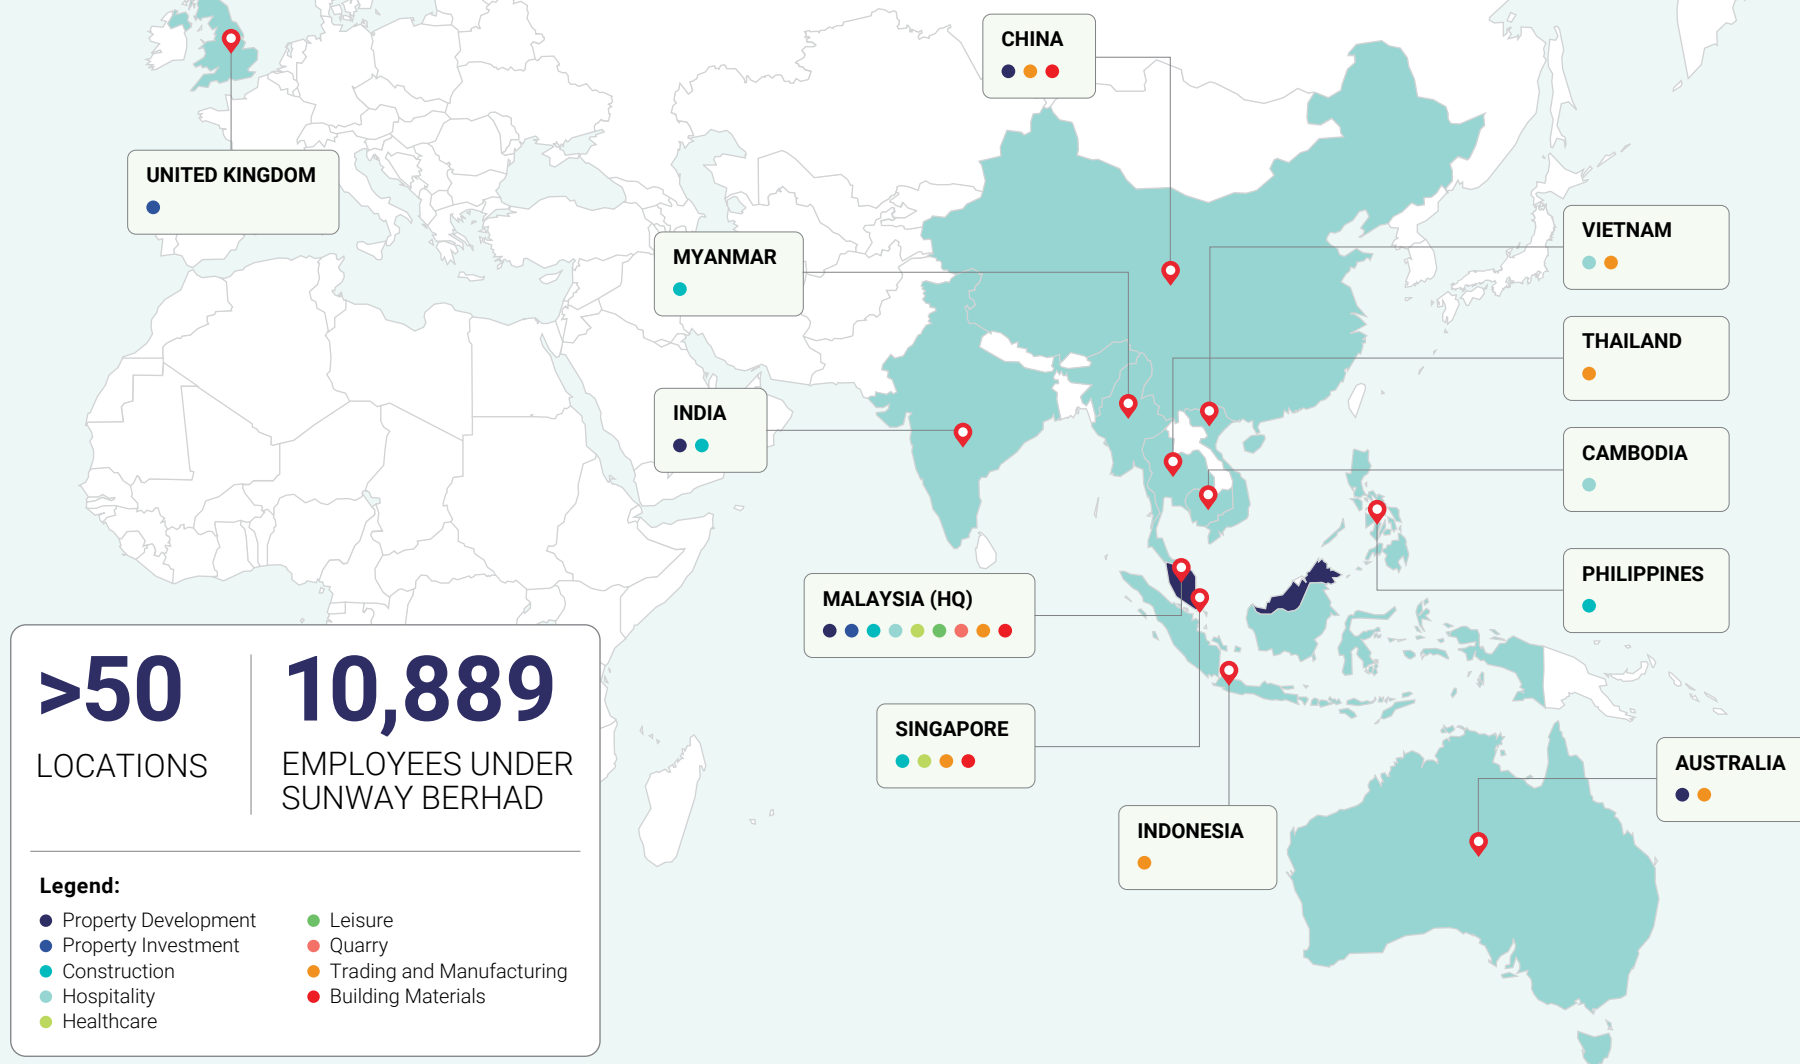 CHINA
UNITED KINGDOM
VIETNAM
MYANMAR
THAILAND
INDIA
CAMBODIA
PHILIPPINES
MALAYSIA (HQ)
SINGAPORE
AUSTRALIA
INDONESIA
>50
LOCATIONS
10,889
EMPLOYEES UNDER
SUNWAY BERHAD
Legend:
Property Development
Property Investment
Construction
Hospitality
Healthcare
Leisure
Quarry
Trading and Manufacturing
Building Materials